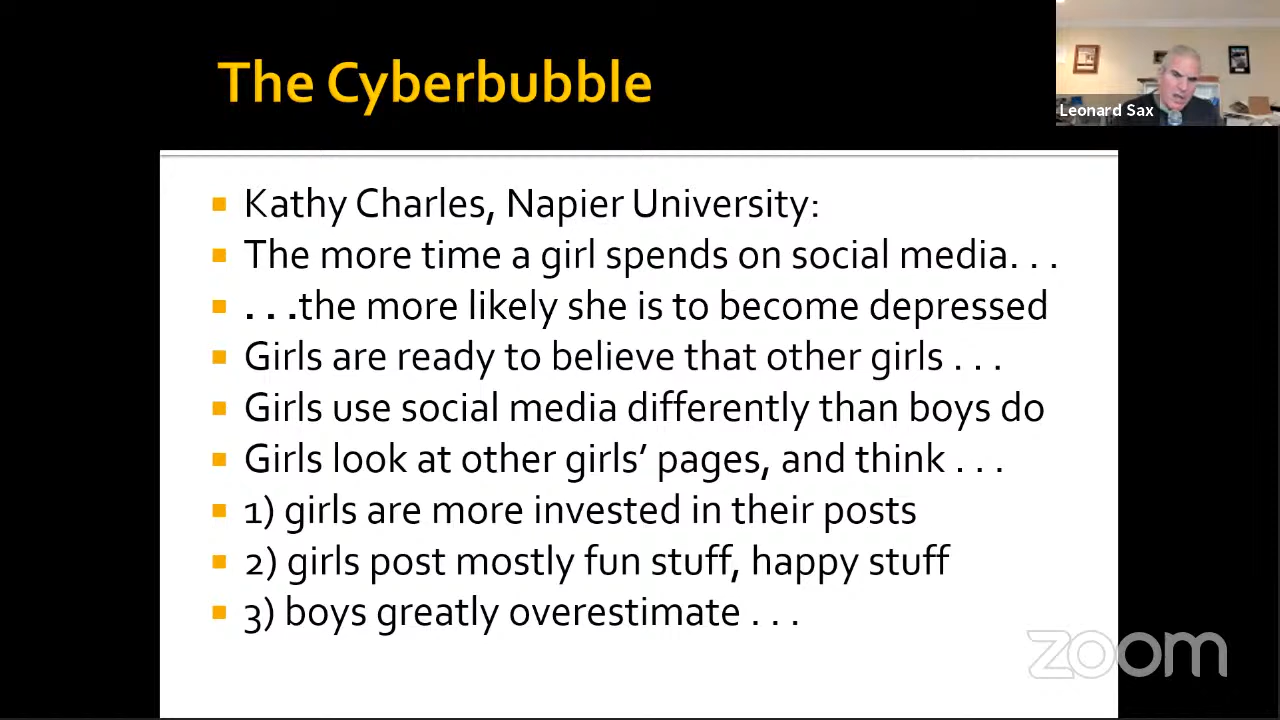 The Cyberbubble
Leonard Sax
Kathy Charles, Napier University:
The more time a girl spends on social media. . .
. . .the more likely she is to become depressed
Girls are ready to believe that other girls . . .
Girls use social media differently than boys do
Girls look at other girls’ pages, and think . . .
1) girls are more invested in their posts
2) girls post mostly fun stuff, happy stuff
3) boys greatly overestimate . . .
zoom